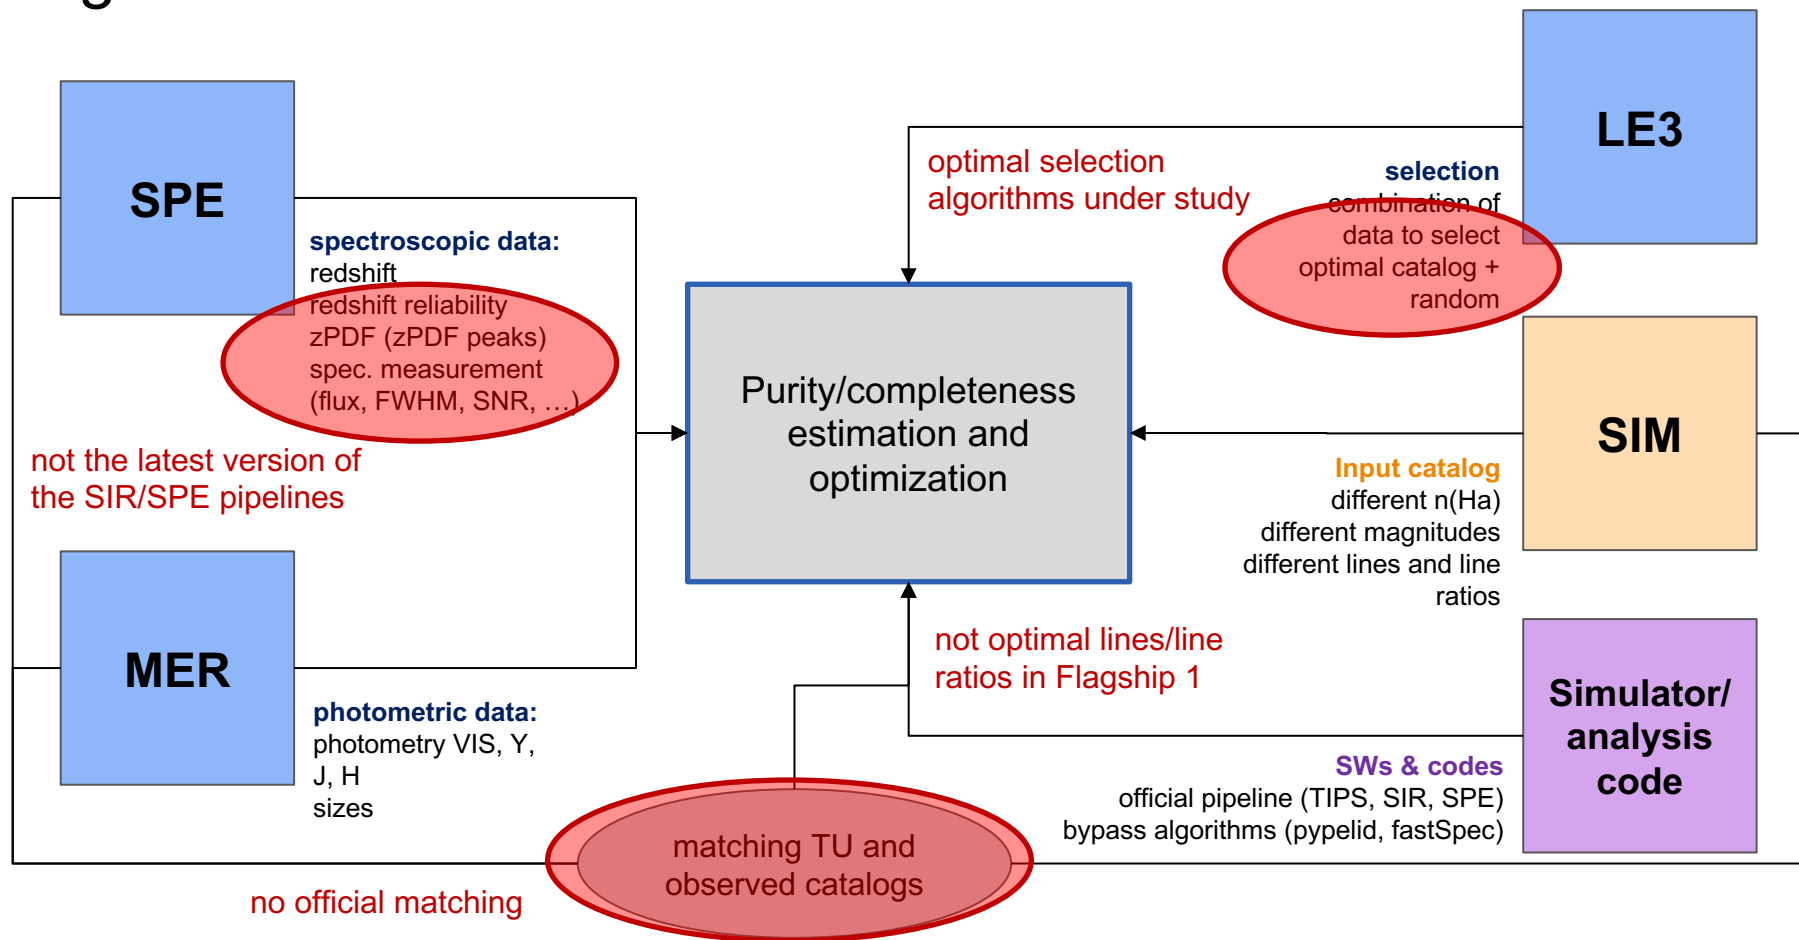 SPE
spectroscopic data:
redshift
redshift reliability
zPDF (zPDF peaks)
spec. measurement
(flux, FWHM, SNR, …)
not the latest version of
the SIR/SPE pipelines
MER
photometric data:
photometry VIS, Y,
J, H
sizes
no official matching
matching TU and
observed catalogs
Purity/completeness
estimation and
optimization
optimal selection
algorithms under study
not optimal lines/line
ratios in Flagship 1
LE3
selection
combination of
data to select
optimal catalog +
random
SIM
Input catalog
different n(Ha)
different magnitudes
different lines and line
ratios
Simulator/
analysis
code
SWs & codes
official pipeline (TIPS, SIR, SPE)
bypass algorithms (pypelid, fastSpec)